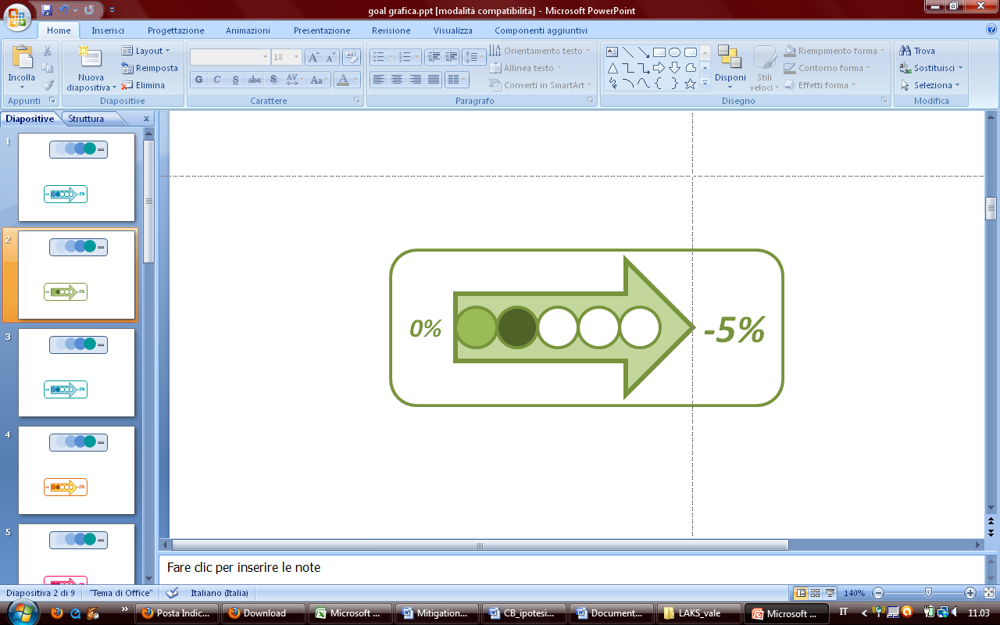 goal grafica.ppt [modalità compatibilità] - Microsoft PowerPoint
Home Inserisci Progettazione Animazioni Presentazione Revisione Visualizza Componenti aggiuntivi
Incolla
Appunti
Nuova diapositiva
Layout
Reimposta
Elimina
Diapositive
18
G C S abc S AV Aa A
Carattere
Orientamento testo
Allinea testo
Converti in SmartArt
Paragrafo
Disponi
Stili veloci
Riempimento forma
Contorno forma
Effetti forma
Disegno
Trova
Sostituisci
Seleziona
Modifica
Diapositive Struttura x
1
2
3
4
5
0% -5%
Fare clic per inserire le note
Diapositiva 2 di 9 "Tema di Office" Italiano (Italia) 140%
Posta Indic... Download Microsoft ... Mitigation... CB_ipotesi... Document... LAKS_vale Microsoft ... IT 11.03